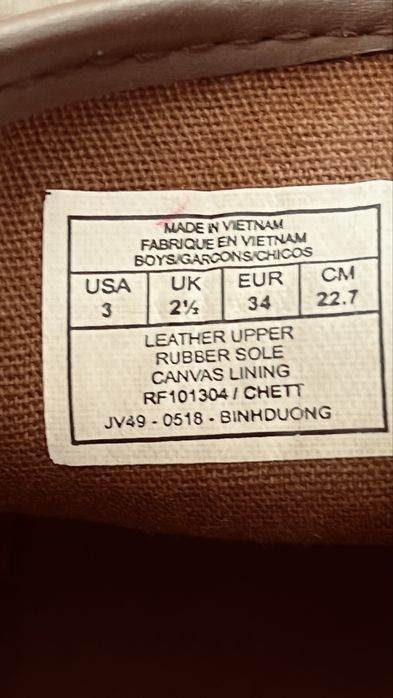 MADE IN VIETNAM
FABRIQUE EN VIETNAM
BOYS/GARCONS/CHICOS
USA UK EUR CM
3 2½ 34 22.7
LEATHER UPPER
RUBBER SOLE
CANVAS LINING
RF101304 / CHETT
JV49 - 0518 - BINHDUONG